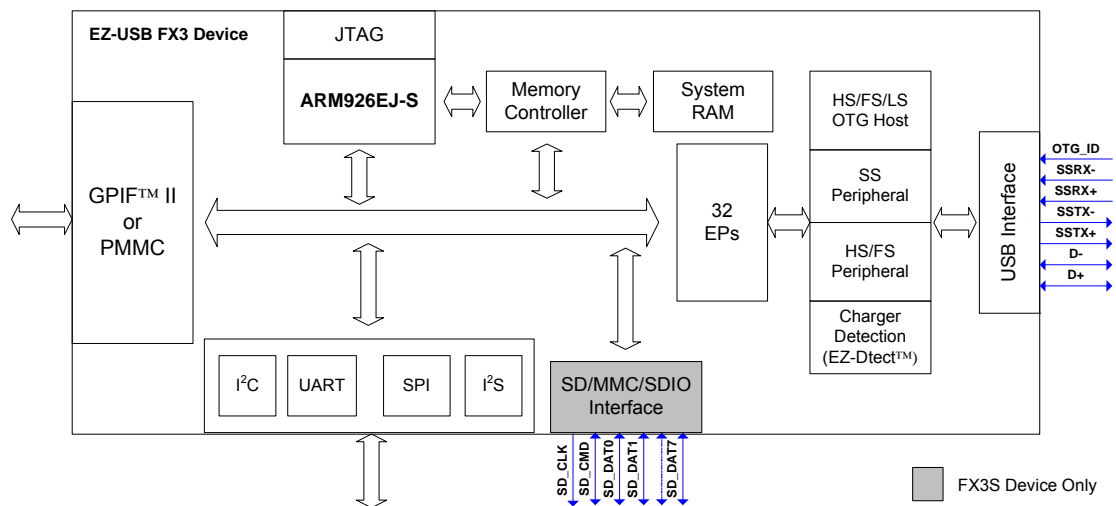 EZ-USB FX3 Device
JTAG
ARM926EJ-S
Memory
Controller
System
RAM
HS/FS/LS
OTG Host
SS
Peripheral
HS/FS
Peripheral
Charger
Detection
(EZ-Dtect™)
GPIF™ II
or
PMMC
32
EPs
USB Interface
OTG_ID
SSRX-
SSRX+
SSTX-
SSTX+
D-
D+
I²C
UART
SPI
I²S
SD/MMC/SDIO
Interface
SD_CLK
SD_CMD
SD_DAT0
SD_DAT1
SD_DAT7
FX3S Device Only